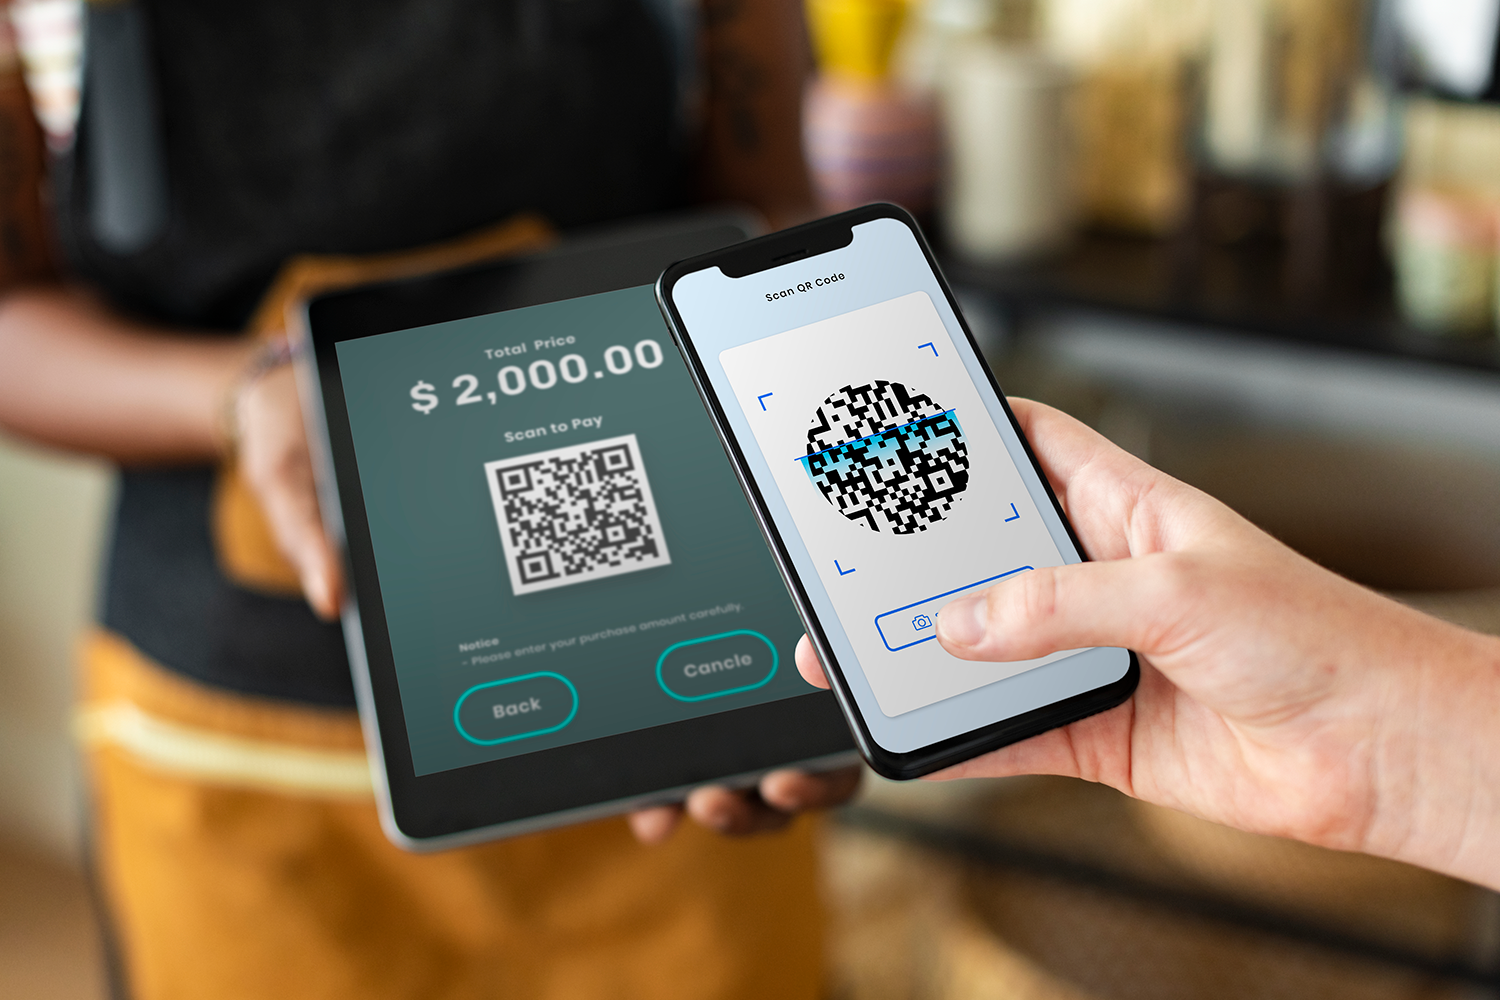 Total Price
$ 2,000.00
Scan to Pay
Notice
- Please enter your purchase amount carefully.
Back
Cancle
Scan QR Code